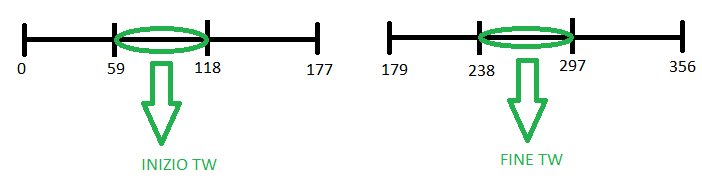 0 59 118 177 179 238 297 356
INIZIO TW FINE TW